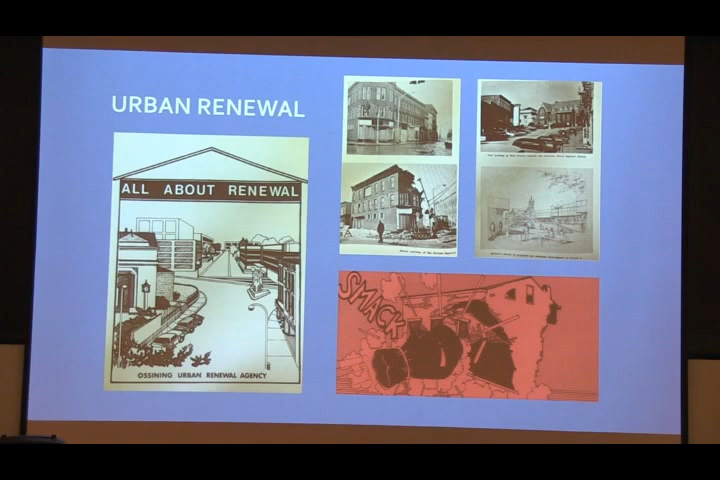 URBAN RENEWAL
ALL ABOUT RENEWAL
OSSINING URBAN RENEWAL AGENCY
SMACK